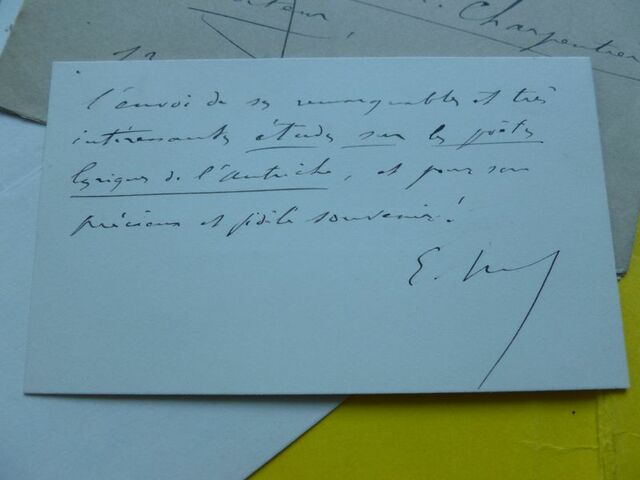 Charpentier
l'envoi de ses remarquables et très
intéressantes études sur les poètes
lyriques de l'Autriche, et pour son
précieux et fidèle souvenir!
E.